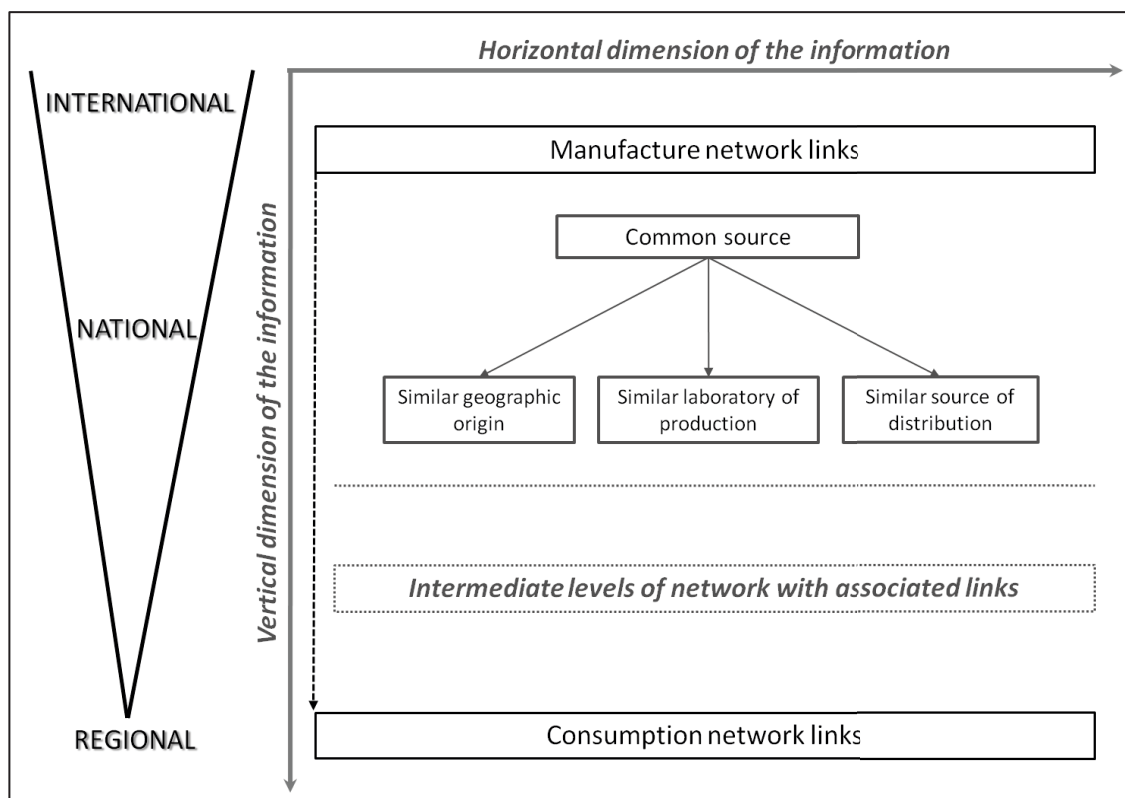 Horizontal dimension of the information
INTERNATIONAL
Manufacture network links
Common source
Vertical dimension of the information
NATIONAL
Similar geographic
origin
Similar laboratory of
production
Similar source of
distribution
Intermediate levels of network with associated links
REGIONAL
Consumption network links